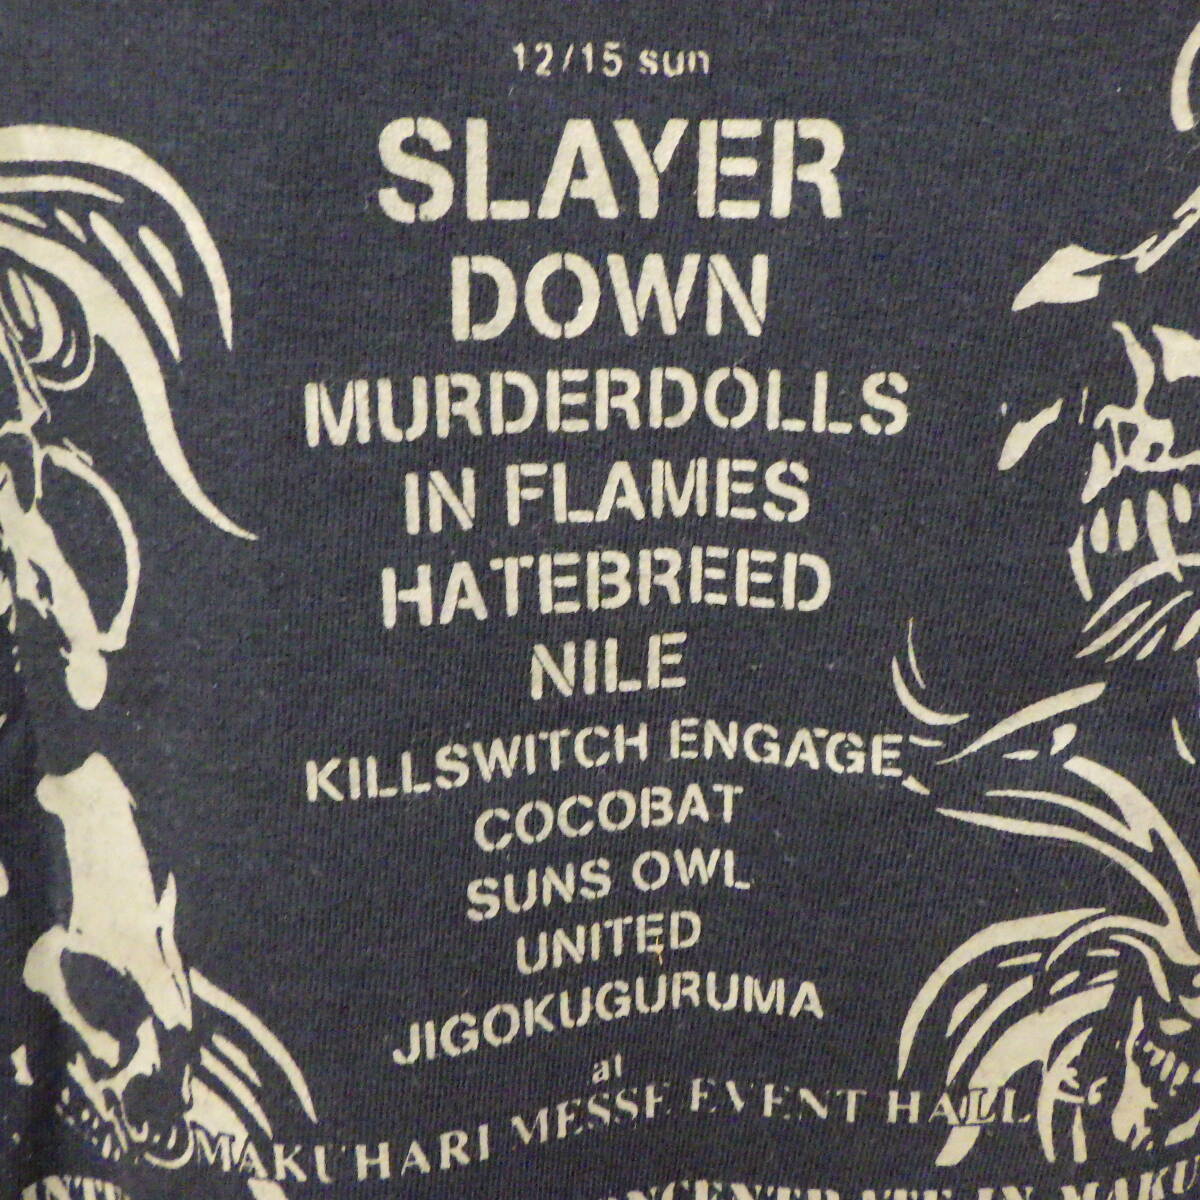 12/15 sun
SLAYER
DOWN
MURDERDOLLS
IN FLAMES
HATEBREED
NILE
KILLSWITCH ENGAGE
COCOBAT
SUNS OWL
UNITED
JIGOKUGURUMA
at
MAKUHARI MESSE EVENT HALL
IN